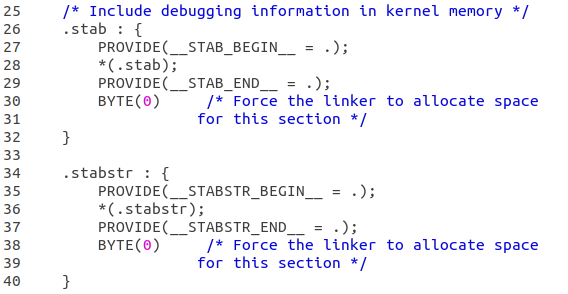 25    /* Include debugging information in kernel memory */
26    .stab : {
27        PROVIDE(__STAB_BEGIN__ = .);
28        *(.stab);
29        PROVIDE(__STAB_END__ = .);
30        BYTE(0)     /* Force the linker to allocate space
31                   for this section */
32    }
33
34    .stabstr : {
35        PROVIDE(__STABSTR_BEGIN__ = .);
36        *(.stabstr);
37        PROVIDE(__STABSTR_END__ = .);
38        BYTE(0)     /* Force the linker to allocate space
39                   for this section */
40    }